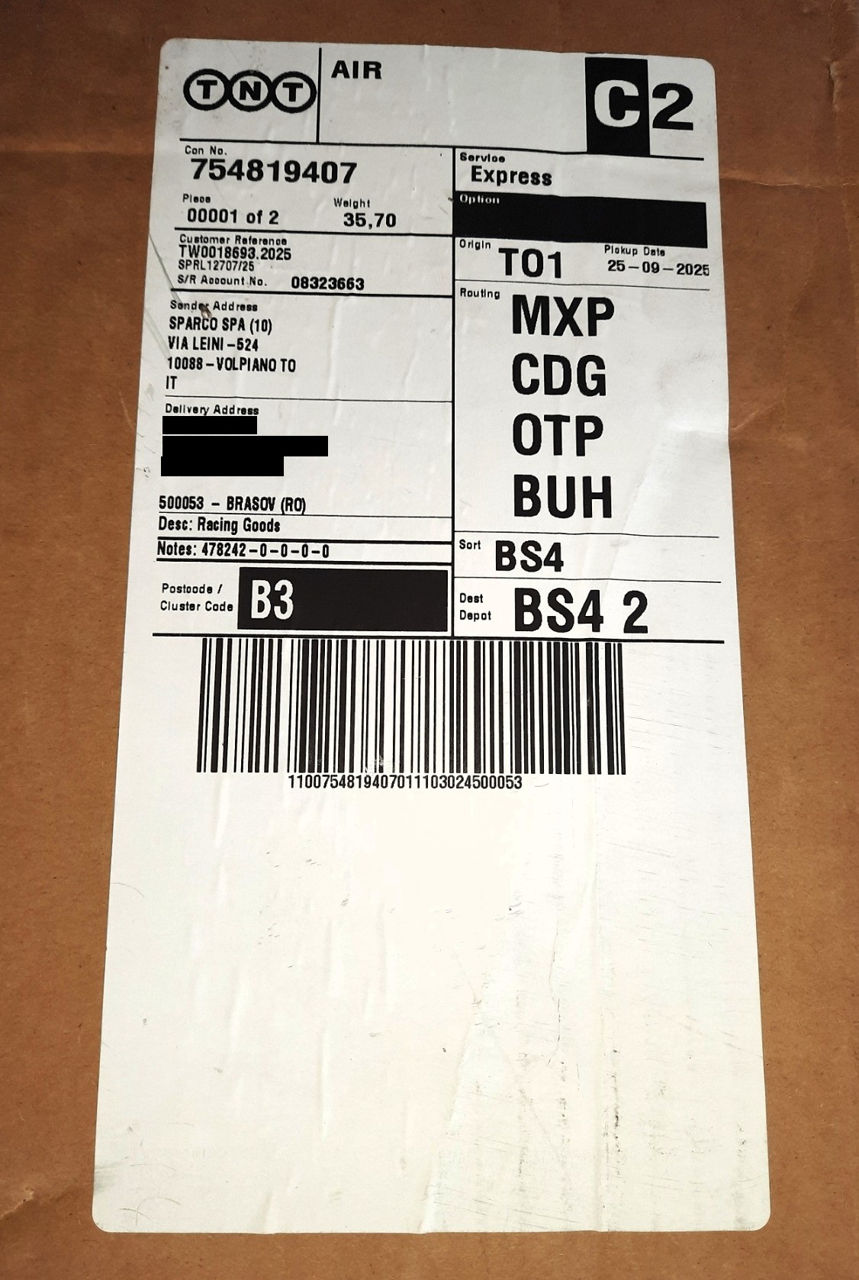 TNT
AIR
C2
Con No.
754819407
Service
Express
Piece
00001 of 2
Weight
35,70
Option
Customer Reference
TW0018693.2025
SPRL12707/25
S/R Account No. 08323663
Origin
TO1
Pickup Date
25-09-2025
Sender Address
SPARCO SPA (10)
VIA LEINI-524
10088-VOLPIANO TO
IT
Routing
MXP
CDG
OTP
BUH
Delivery Address
500053 - BRASOV (RO)
Desc: Racing Goods
Notes: 478242-0-0-0-0
Sort
BS4
Postcode /
Cluster Code
B3
Dest
Depot
BS4 2
1100754819407011103024500053